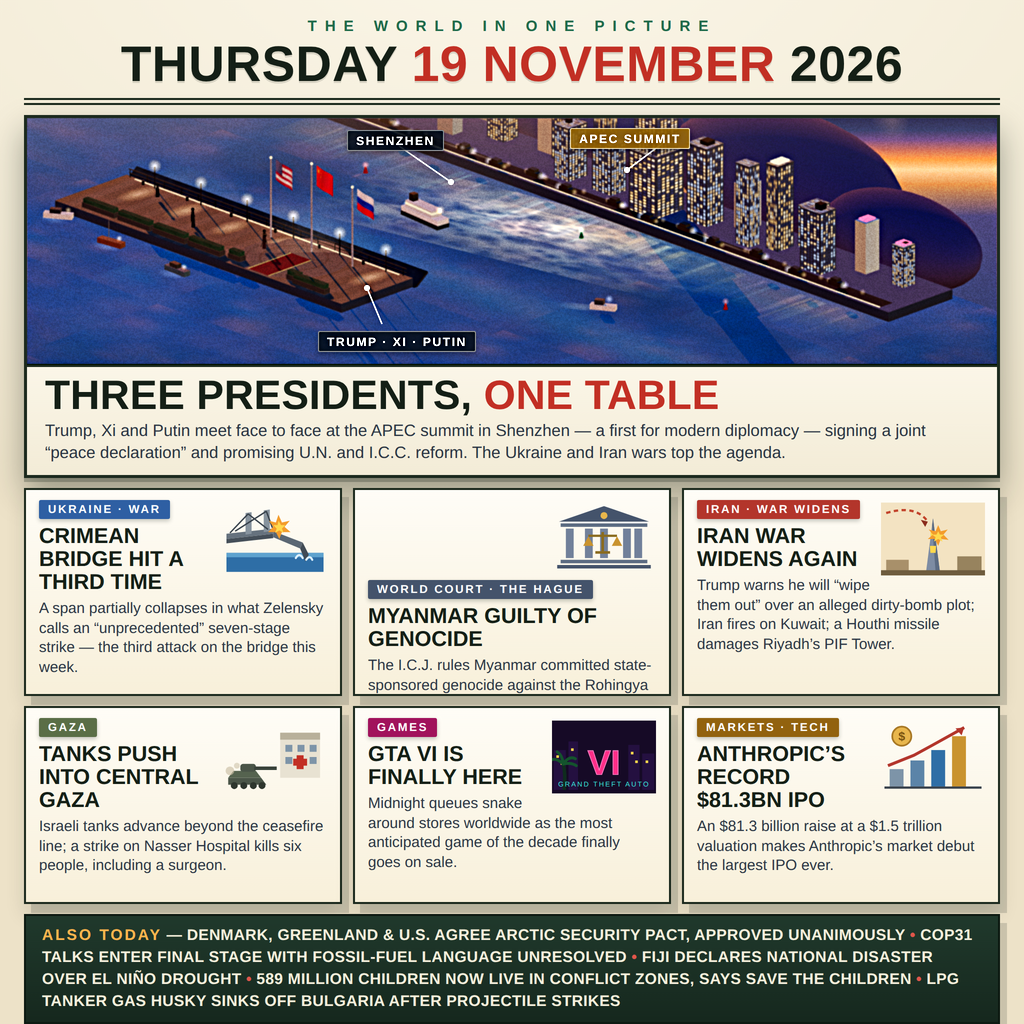 THE WORLD IN ONE PICTURE
THURSDAY 19 NOVEMBER 2026
SHENZHEN
APEC SUMMIT
TRUMP · XI · PUTIN
THREE PRESIDENTS, ONE TABLE
Trump, Xi and Putin meet face to face at the APEC summit in Shenzhen — a first for modern diplomacy — signing a joint
“peace declaration” and promising U.N. and I.C.C. reform. The Ukraine and Iran wars top the agenda.
UKRAINE · WAR
CRIMEAN
BRIDGE HIT A
THIRD TIME
A span partially collapses in what Zelensky
calls an “unprecedented” seven-stage
strike — the third attack on the bridge this
week.
WORLD COURT · THE HAGUE
MYANMAR GUILTY OF
GENOCIDE
The I.C.J. rules Myanmar committed state-
sponsored genocide against the Rohingya
IRAN · WAR WIDENS
IRAN WAR
WIDENS AGAIN
Trump warns he will “wipe
them out” over an alleged dirty-bomb plot;
Iran fires on Kuwait; a Houthi missile
damages Riyadh’s PIF Tower.
GAZA
TANKS PUSH
INTO CENTRAL
GAZA
Israeli tanks advance beyond the ceasefire
line; a strike on Nasser Hospital kills six
people, including a surgeon.
GAMES
GTA VI IS
FINALLY HERE
VI
GRAND THEFT AUTO
Midnight queues snake
around stores worldwide as the most
anticipated game of the decade finally
goes on sale.
MARKETS · TECH
ANTHROPIC’S
RECORD
$81.3BN IPO
$
An $81.3 billion raise at a $1.5 trillion
valuation makes Anthropic’s market debut
the largest IPO ever.
ALSO TODAY — DENMARK, GREENLAND & U.S. AGREE ARCTIC SECURITY PACT, APPROVED UNANIMOUSLY • COP31
TALKS ENTER FINAL STAGE WITH FOSSIL-FUEL LANGUAGE UNRESOLVED • FIJI DECLARES NATIONAL DISASTER
OVER EL NIÑO DROUGHT • 589 MILLION CHILDREN NOW LIVE IN CONFLICT ZONES, SAYS SAVE THE CHILDREN • LPG
TANKER GAS HUSKY SINKS OFF BULGARIA AFTER PROJECTILE STRIKES